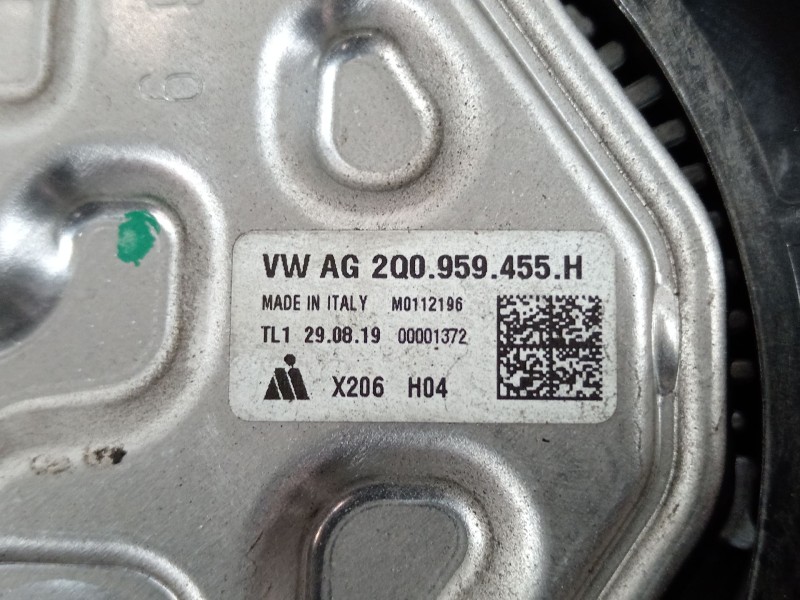 VW AG 2Q0.959.455.H
MADE IN ITALY M0112196
TL1 29.08.19 00001372
X206 H04